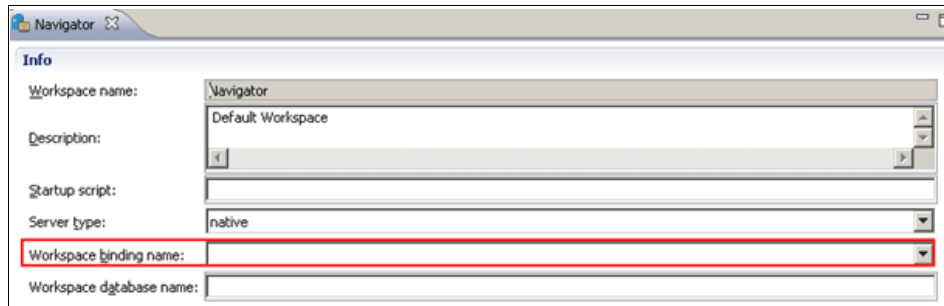 Navigator
Info
Workspace name: Navigator
Description: Default Workspace
Startup script:
Server type: native
Workspace binding name:
Workspace database name: